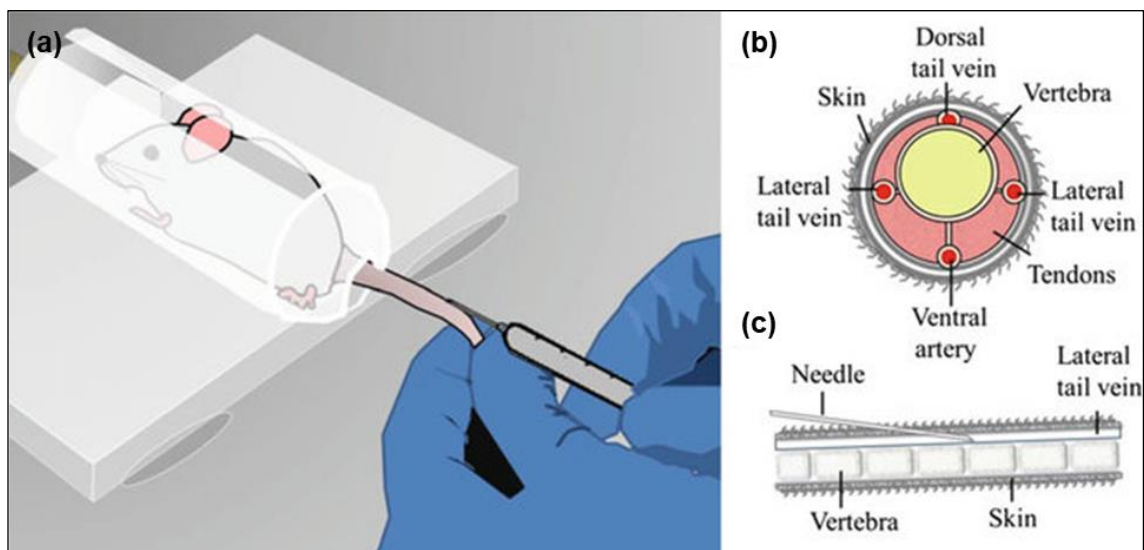 (a)
(b)
Dorsal
tail vein
Skin
Vertebra
Lateral
tail vein
Lateral
tail vein
Tendons
Ventral
artery
(c)
Needle
Lateral
tail vein
Vertebra
Skin